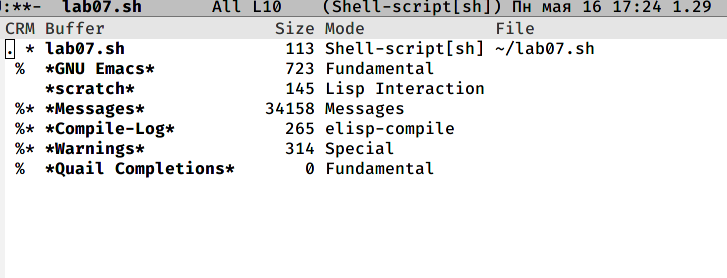 U:**-  lab07.sh       All L10    (Shell-script[sh]) Пн мая 16 17:24 1.29
CRM Buffer                Size Mode             File
. * lab07.sh               113 Shell-script[sh] ~/lab07.sh
 %  *GNU Emacs*            723 Fundamental
    *scratch*              145 Lisp Interaction
 %* *Messages*           34158 Messages
 %* *Compile-Log*          265 elisp-compile
 %* *Warnings*             314 Special
 %  *Quail Completions*      0 Fundamental